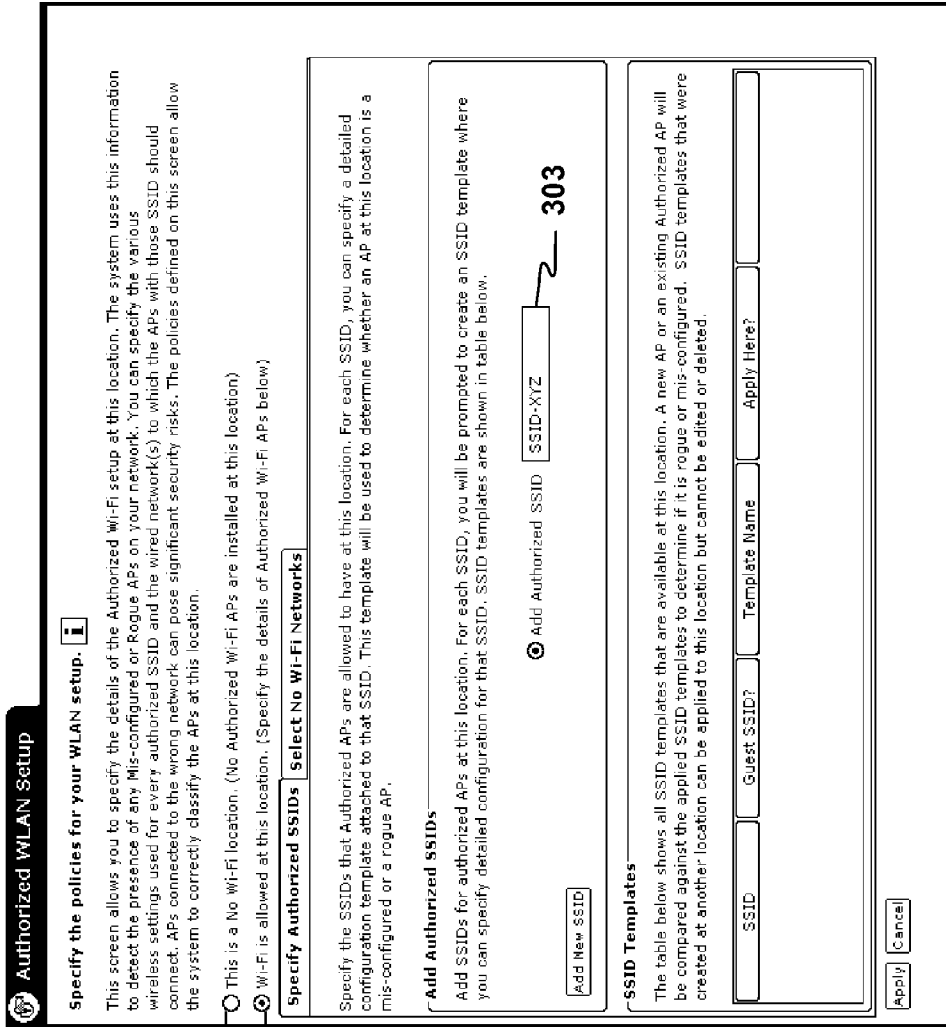 Authorized WLAN Setup
Specify the policies for your WLAN setup. i
This screen allows you to specify the details of the Authorized Wi-Fi setup at this location. The system uses this information
to detect the presence of any Mis-configured or Rogue APs on your network. You can specify the various
wireless settings used for every authorized SSID and the wired network(s) to which the APs with those SSID should
connect. APs connected to the wrong network can pose significant security risks. The policies defined on this screen allow
the system to correctly classify the APs at this location.
This is a No Wi-Fi location. (No Authorized Wi-Fi APs are installed at this location)
Wi-Fi is allowed at this location. (Specify the details of Authorized Wi-Fi APs below)
Specify Authorized SSIDs Select No Wi-Fi Networks
Specify the SSIDs that Authorized APs are allowed to have at this location. For each SSID, you can specify a detailed
configuration template attached to that SSID. This template will be used to determine whether an AP at this location is a
mis-configured or a rogue AP.
Add Authorized SSIDs
Add SSIDs for authorized APs at this location. For each SSID, you will be prompted to create an SSID template where
you can specify detailed configuration for that SSID. SSID templates are shown in table below.
Add Authorized SSID SSID-XYZ 303
Add New SSID
SSID Templates
The table below shows all SSID templates that are available at this location. A new AP or an existing Authorized AP will
be compared against the applied SSID templates to determine if it is rogue or mis-configured. SSID templates that were
created at another location can be applied to this location but cannot be edited or deleted.
SSID Guest SSID? Template Name Apply Here?
Apply Cancel